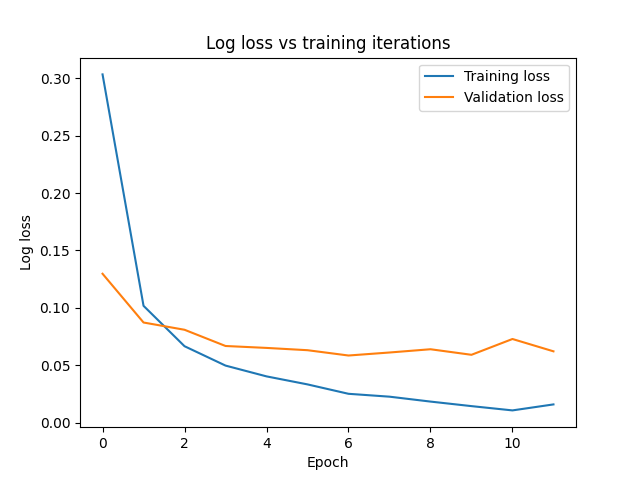 Log loss vs training iterations
Training loss
Validation loss
Log loss
0.30
0.25
0.20
0.15
0.10
0.05
0.00
0 2 4 6 8 10
Epoch